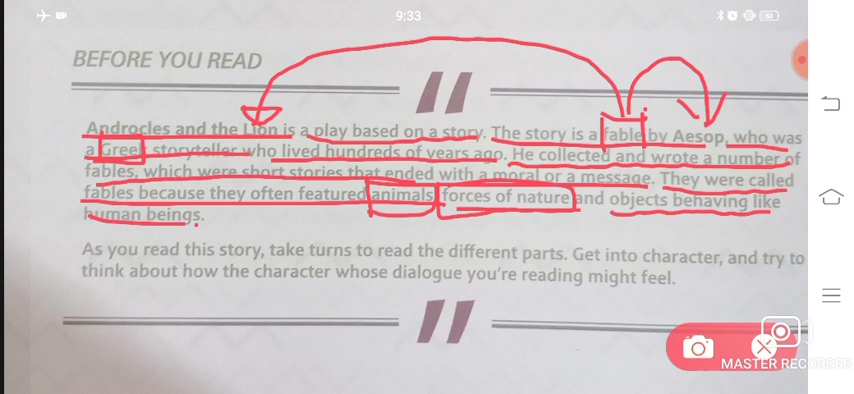 9:33
BEFORE YOU READ
Androcles and the Lion is a play based on a story. The story is a fable by Aesop, who was
a Greek storyteller who lived hundreds of years ago. He collected and wrote a number of
fables, which were short stories that ended with a moral or a message. They were called
fables because they often featured animals, forces of nature and objects behaving like
human beings.
As you read this story, take turns to read the different parts. Get into character, and try to
think about how the character whose dialogue you're reading might feel.
MASTER RECORDER